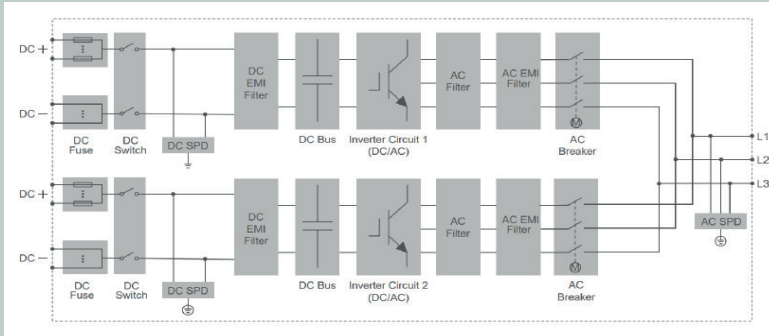 DC +
DC −
DC
Fuse
DC
Switch
DC SPD
DC
EMI
Filter
DC Bus
Inverter Circuit 1
(DC/AC)
AC
Filter
AC EMI
Filter
M
AC
Breaker
L1
L2
L3
AC SPD
DC +
DC −
DC
Fuse
DC
Switch
DC SPD
DC
EMI
Filter
DC Bus
Inverter Circuit 2
(DC/AC)
AC
Filter
AC EMI
Filter
M
AC
Breaker